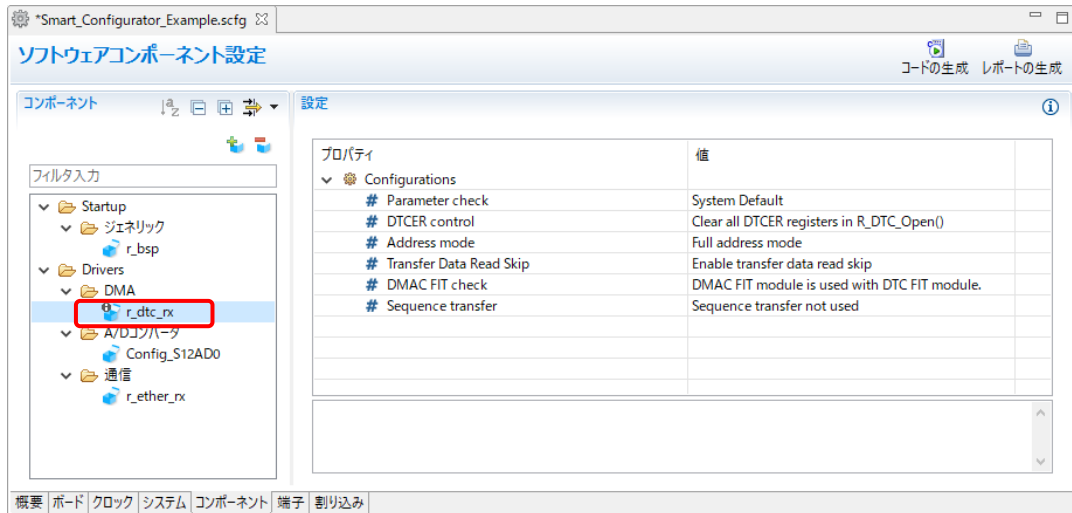 *Smart_Configurator_Example.scfg
ソフトウェアコンポーネント設定
コードの生成 レポートの生成
コンポーネント
フィルタ入力
Startup
ジェネリック
r_bsp
Drivers
DMA
r_dtc_rx
A/Dコンバータ
Config_S12AD0
通信
r_ether_rx
設定
プロパティ 値
Configurations
# Parameter check System Default
# DTCER control Clear all DTCER registers in R_DTC_Open()
# Address mode Full address mode
# Transfer Data Read Skip Enable transfer data read skip
# DMAC FIT check DMAC FIT module is used with DTC FIT module.
# Sequence transfer Sequence transfer not used
概要 ボード クロック システム コンポーネント 端子 割り込み